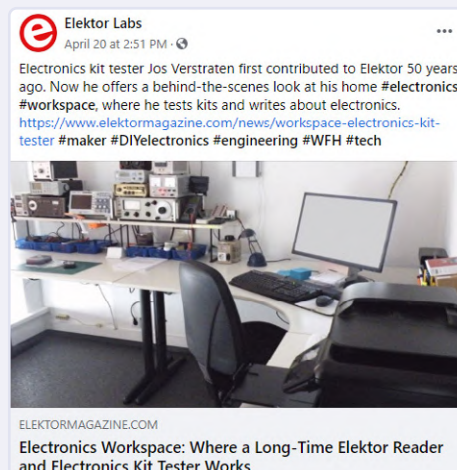 Elektor Labs
April 20 at 2:51 PM ·
Electronics kit tester Jos Verstraten first contributed to Elektor 50 years
ago. Now he offers a behind-the-scenes look at his home #electronics
#workspace, where he tests kits and writes about electronics.
https://www.elektormagazine.com/news/workspace-electronics-kit-
tester #maker #DIYelectronics #engineering #WFH #tech
ELEKTORMAGAZINE.COM
Electronics Workspace: Where a Long-Time Elektor Reader
and Electronics Kit Tester Works